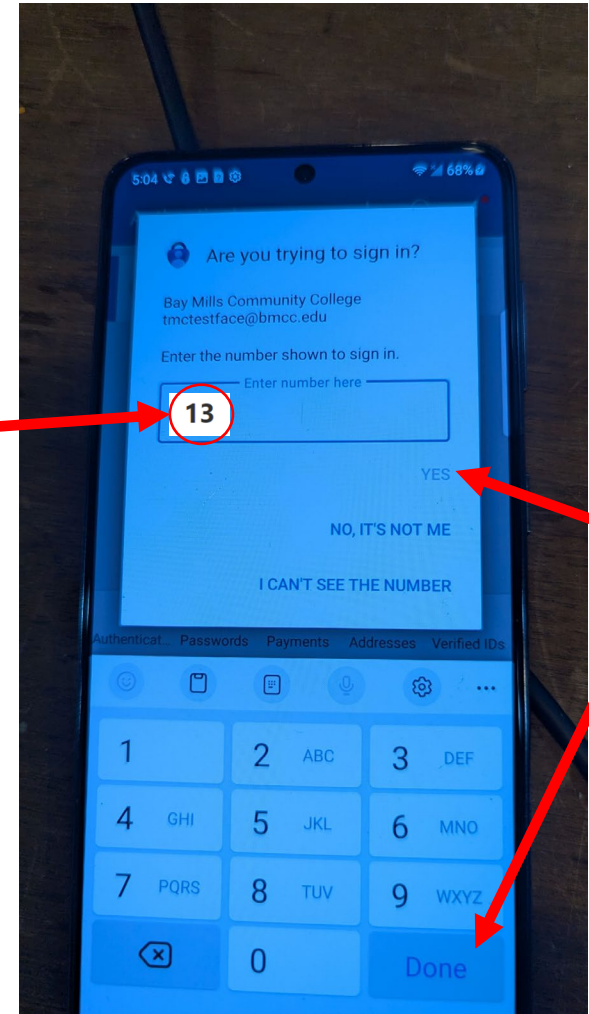 5:04 68%
Are you trying to sign in?
Bay Mills Community College
tmctestface@bmcc.edu
Enter the number shown to sign in.
Enter number here
13
YES
NO, IT'S NOT ME
I CAN'T SEE THE NUMBER
Authenticat... Passwords Payments Addresses Verified IDs
1 2 ABC 3 DEF
4 GHI 5 JKL 6 MNO
7 PQRS 8 TUV 9 WXYZ
0 Done